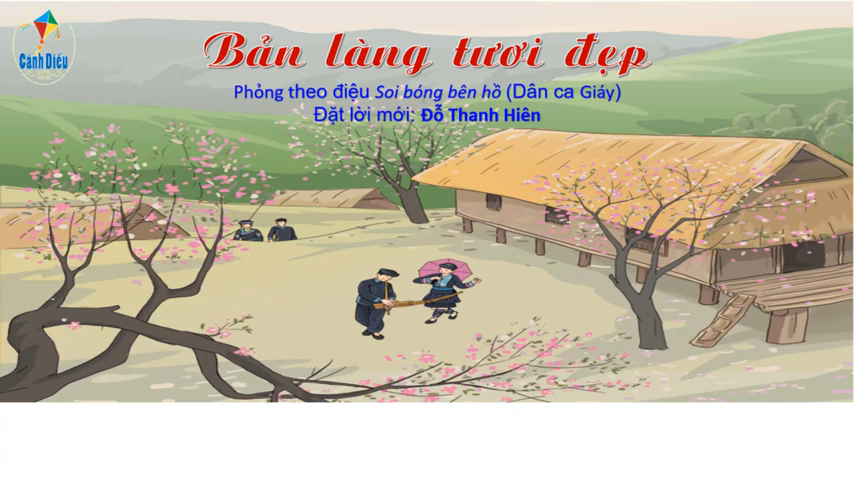 Cánh Diều
Bản làng tươi đẹp
Phỏng theo điệu Soi bóng bên hồ (Dân ca Giáy)
Đặt lời mới: Đỗ Thanh Hiên